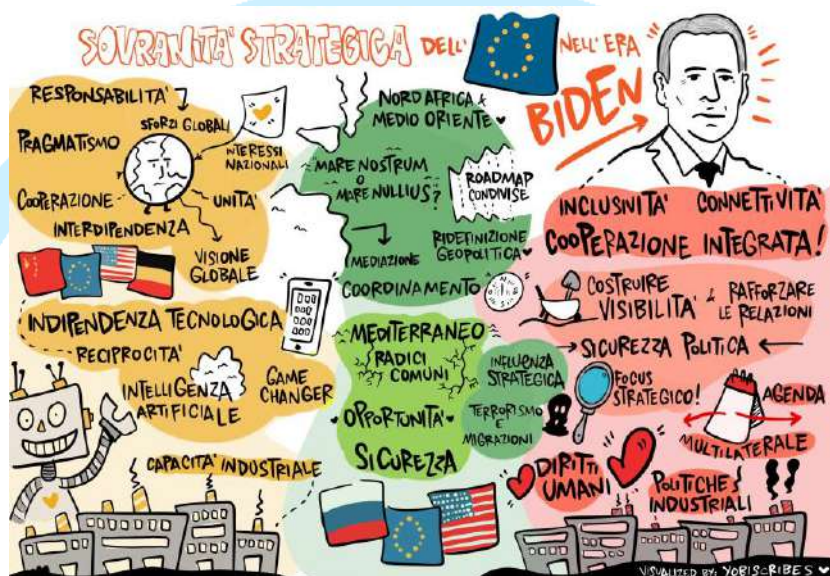 SOVRANITA' STRATEGICA DELL' NELL' ERA
BIDEN
RESPONSABILITA'
SFORZI GLOBALI
PRAGMATISMO
INTERESSI
NAZIONALI
COOPERAZIONE
UNITA'
INTERDIPENDENZA
VISIONE
GLOBALE
INDIPENDENZA TECNOLOGICA
RECIPROCITA'
INTELLIGENZA
ARTIFICIALE
GAME
CHANGER
CAPACITA' INDUSTRIALE
NORD AFRICA &
MEDIO ORIENTE
MARE NOSTRUM
O
MARE NULLIUS?
ROADMAP
CONDIVISE
MEDIAZIONE
RIDEFINIZIONE
GEOPOLITICA
COORDINAMENTO
MEDITERRANEO
RADICI
COMUNI
INFLUENZA
STRATEGICA
OPPORTUNITA'
TERRORISMO
E
MIGRAZIONI
SICUREZZA
INCLUSIVITA' CONNETTIVITA'
COOPERAZIONE INTEGRATA!
COSTRUIRE
VISIBILITA' & RAFFORZARE
LE RELAZIONI
SICUREZZA POLITICA
FOCUS
STRATEGICO!
AGENDA
MULTILATERALE
DIRITTI
UMANI
POLITICHE
INDUSTRIALI
VISUALIZED BY: YOBISCRIBES